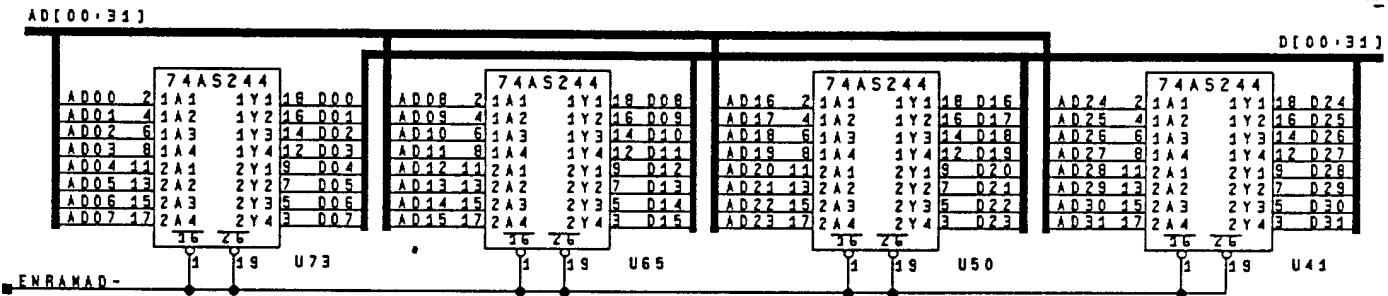 AD[00:31]
D[00:31]
74AS244 74AS244 74AS244 74AS244
AD00 2 1A1 1Y1 18 D00 AD08 2 1A1 1Y1 18 D08 AD16 2 1A1 1Y1 18 D16 AD24 2 1A1 1Y1 18 D24
AD01 4 1A2 1Y2 16 D01 AD09 4 1A2 1Y2 16 D09 AD17 4 1A2 1Y2 16 D17 AD25 4 1A2 1Y2 16 D25
AD02 6 1A3 1Y3 14 D02 AD10 6 1A3 1Y3 14 D10 AD18 6 1A3 1Y3 14 D18 AD26 6 1A3 1Y3 14 D26
AD03 8 1A4 1Y4 12 D03 AD11 8 1A4 1Y4 12 D11 AD19 8 1A4 1Y4 12 D19 AD27 8 1A4 1Y4 12 D27
AD04 11 2A1 2Y1 9 D04 AD12 11 2A1 2Y1 9 D12 AD20 11 2A1 2Y1 9 D20 AD28 11 2A1 2Y1 9 D28
AD05 13 2A2 2Y2 7 D05 AD13 13 2A2 2Y2 7 D13 AD21 13 2A2 2Y2 7 D21 AD29 13 2A2 2Y2 7 D29
AD06 15 2A3 2Y3 5 D06 AD14 15 2A3 2Y3 5 D14 AD22 15 2A3 2Y3 5 D22 AD30 15 2A3 2Y3 5 D30
AD07 17 2A4 2Y4 3 D07 AD15 17 2A4 2Y4 3 D15 AD23 17 2A4 2Y4 3 D23 AD31 17 2A4 2Y4 3 D31
1G 2G 1G 2G 1G 2G 1G 2G
1 19 U73 1 19 U65 1 19 U50 1 19 U41
ENRAMAD-